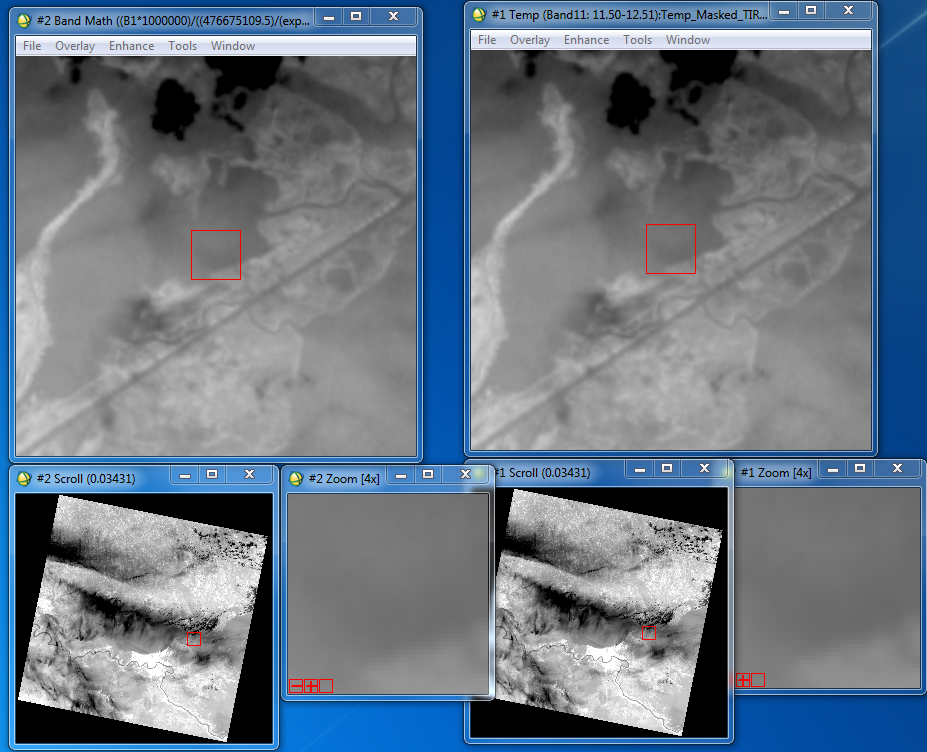 #2 Band Math ((B1*1000000)/((476675109.5)/(exp...
File Overlay Enhance Tools Window
#1 Temp (Band11: 11.50-12.51):Temp_Masked_TIR...
File Overlay Enhance Tools Window
#2 Scroll (0.03431)
#2 Zoom [4x]
#1 Scroll (0.03431)
#1 Zoom [4x]